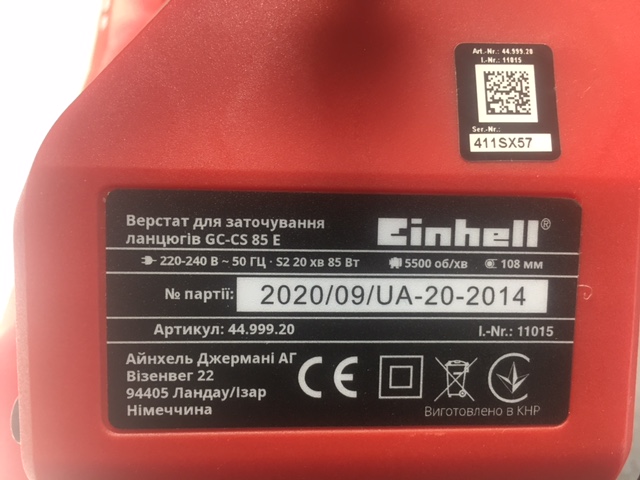 Art.-Nr.: 44.999.20
I.-Nr.: 11015
Ser.-Nr.:
411SX57
Верстат для заточування
ланцюгів GC-CS 85 E
Einhell®
220-240 В ~ 50 ГЦ · S2 20 хв 85 Вт 5500 об/хв 108 мм
№ партії: 2020/09/UA-20-2014
Артикул: 44.999.20 I.-Nr.: 11015
Айнхель Джермані АГ
Візенвег 22
94405 Ландау/Ізар
Німеччина
CE
Виготовлено в КНР